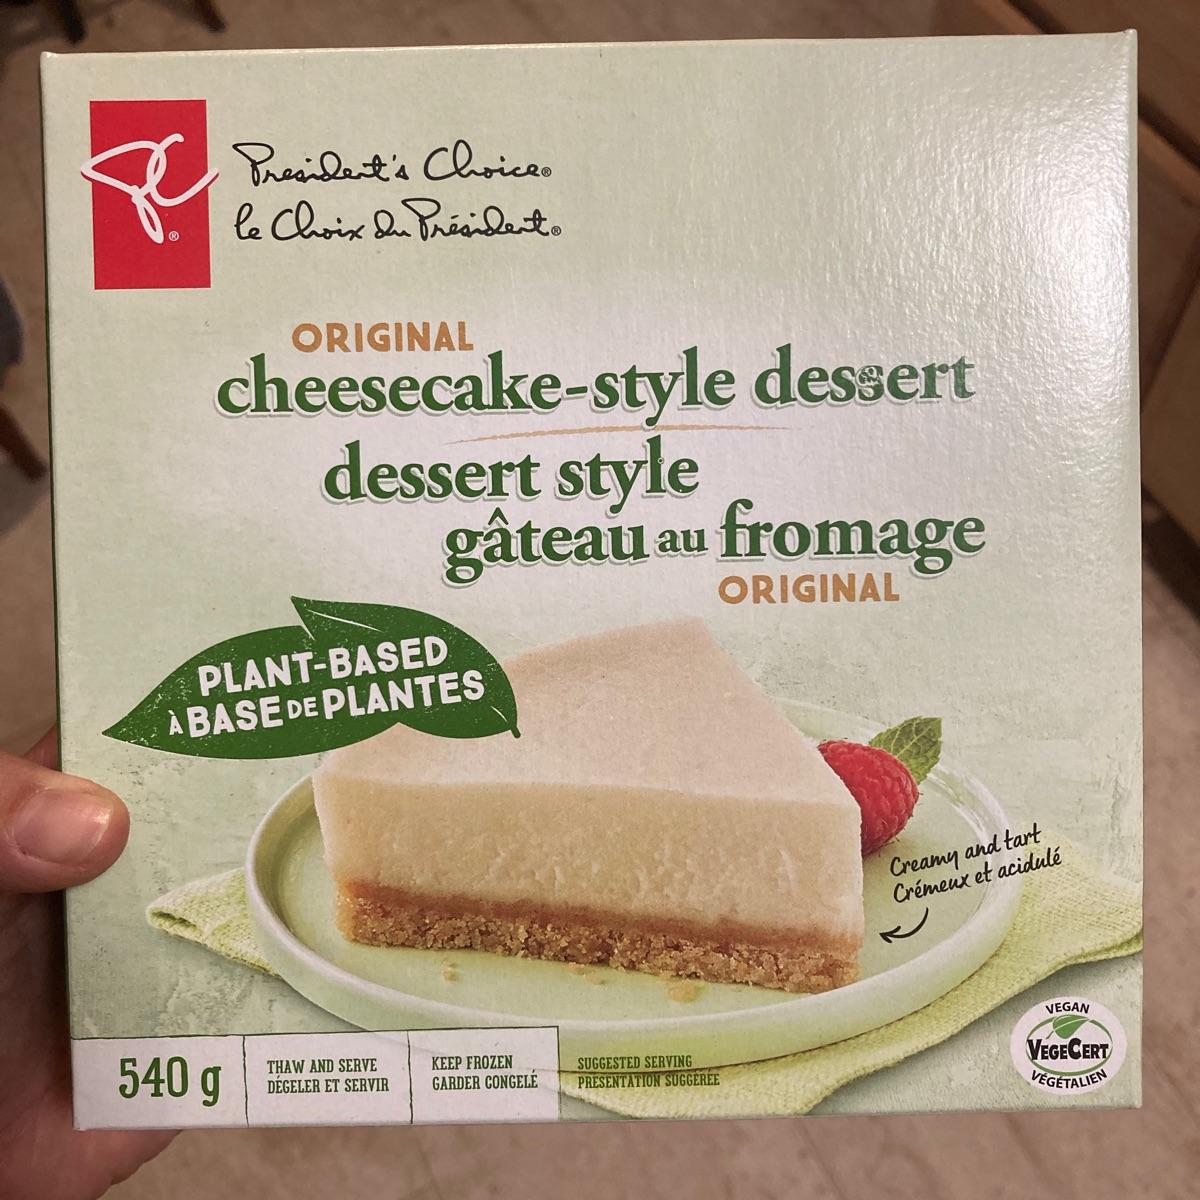 President's Choice®
le Choix du Président®
®
ORIGINAL
cheesecake-style dessert
dessert style
gâteau au fromage
ORIGINAL
PLANT-BASED
À BASE DE PLANTES
Creamy and tart
Crémeux et acidulé
540 g
THAW AND SERVE
DÉGELER ET SERVIR
KEEP FROZEN
GARDER CONGELÉ
SUGGESTED SERVING
PRÉSENTATION SUGGÉRÉE
VEGAN
VEGECERT
VÉGÉTALIEN